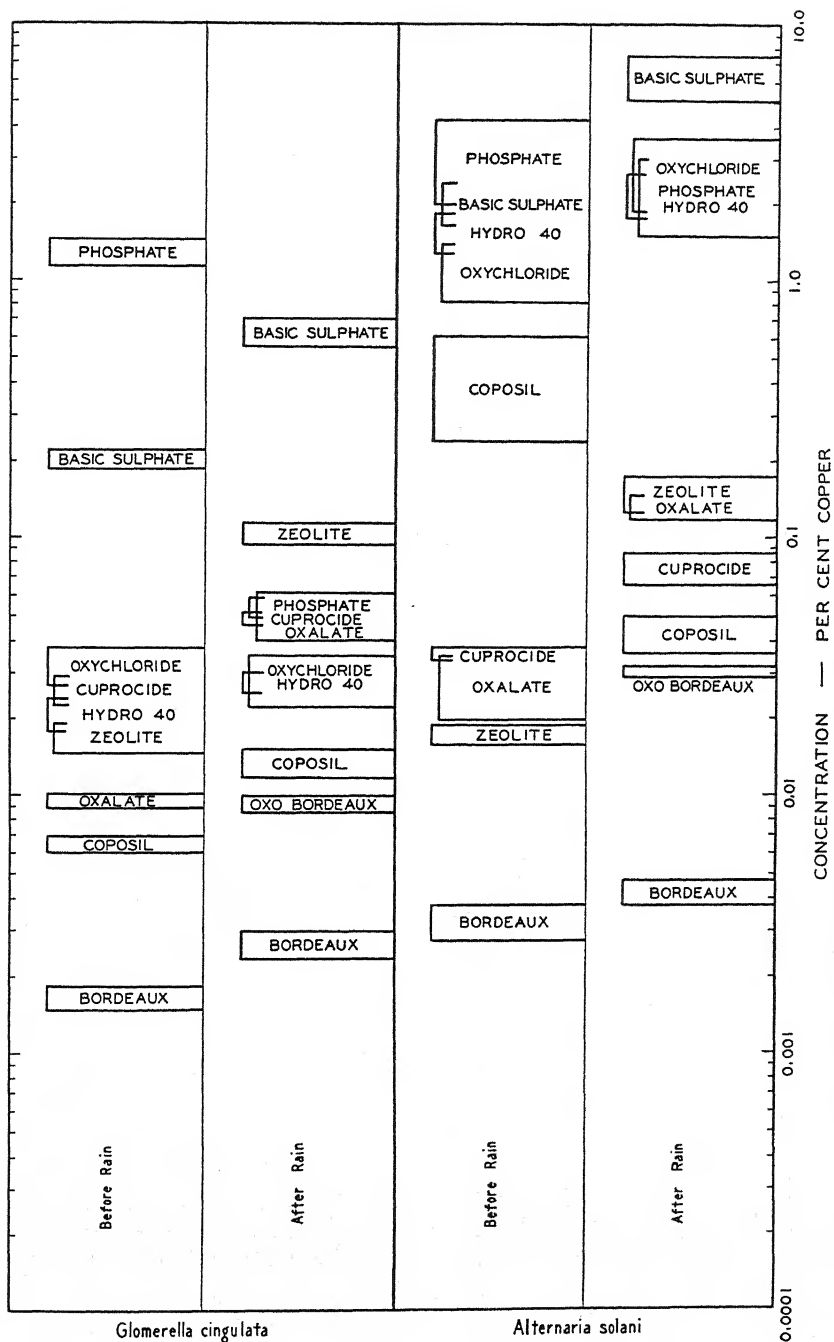 PHOSPHATE
BASIC SULPHATE
OXYCHLORIDE
CUPROCIDE
HYDRO 40
ZEOLITE
OXALATE
COPOSIL
BORDEAUX
Before Rain
BASIC SULPHATE
ZEOLITE
PHOSPHATE
CUPROCIDE
OXALATE
OXYCHLORIDE
HYDRO 40
COPOSIL
OXO BORDEAUX
BORDEAUX
After Rain
Glomerella cingulata
PHOSPHATE
BASIC SULPHATE
HYDRO 40
OXYCHLORIDE
COPOSIL
CUPROCIDE
OXALATE
ZEOLITE
BORDEAUX
Before Rain
BASIC SULPHATE
OXYCHLORIDE
PHOSPHATE
HYDRO 40
ZEOLITE
OXALATE
CUPROCIDE
COPOSIL
OXO BORDEAUX
BORDEAUX
After Rain
Alternaria solani
10.0
1.0
0.1
0.01
0.001
0.0001
CONCENTRATION — PER CENT COPPER